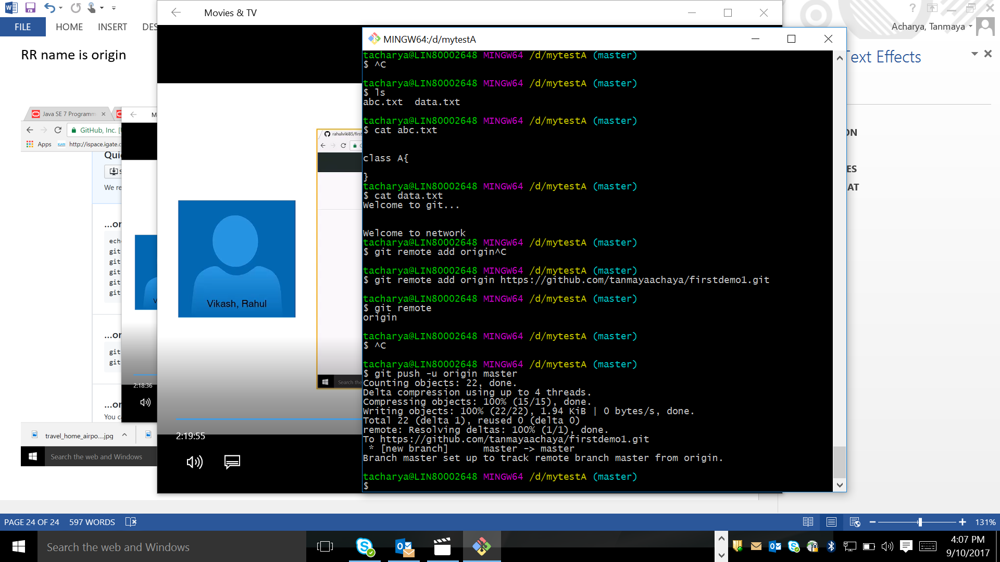 Movies & TV
FILE
HOME
INSERT
DES
Acharya, Tanmaya
RR name is origin
Text Effects
MINGW64:/d/mytestA
tacharya@LIN80002648 MINGW64 /d/mytestA (master)
$ ^C
tacharya@LIN80002648 MINGW64 /d/mytestA (master)
$ ls
abc.txt  data.txt
tacharya@LIN80002648 MINGW64 /d/mytestA (master)
$ cat abc.txt
class A{
}
tacharya@LIN80002648 MINGW64 /d/mytestA (master)
$ cat data.txt
Welcome to git...
Welcome to network
tacharya@LIN80002648 MINGW64 /d/mytestA (master)
$ git remote add origin^C
tacharya@LIN80002648 MINGW64 /d/mytestA (master)
$ git remote add origin https://github.com/tanmayaachaya/firstdemo1.git
tacharya@LIN80002648 MINGW64 /d/mytestA (master)
$ git remote
origin
tacharya@LIN80002648 MINGW64 /d/mytestA (master)
$ ^C
tacharya@LIN80002648 MINGW64 /d/mytestA (master)
$ git push -u origin master
Counting objects: 22, done.
Delta compression using up to 4 threads.
Compressing objects: 100% (15/15), done.
Writing objects: 100% (22/22), 1.94 KiB | 0 bytes/s, done.
Total 22 (delta 1), reused 0 (delta 0)
remote: Resolving deltas: 100% (1/1), done.
To https://github.com/tanmayaachaya/firstdemo1.git
* [new branch]      master -> master
Branch master set up to track remote branch master from origin.
tacharya@LIN80002648 MINGW64 /d/mytestA (master)
$
ON
ES
AT
Java SE 7 Programm
M
GitHub, Inc. [
Apps
http://ispace.igate.c
Quic
S
We re
...or
ech
git
git
git
git
git
...or
git
git
...or
You ca
V
2:18:36
travel_home_airpo....jpg
Search the web and Windows
rahulviki85/first
Vikash, Rahul
Search the
2:19:55
PAGE 24 OF 24
597 WORDS
131%
Search the web and Windows
4:07 PM
9/10/2017